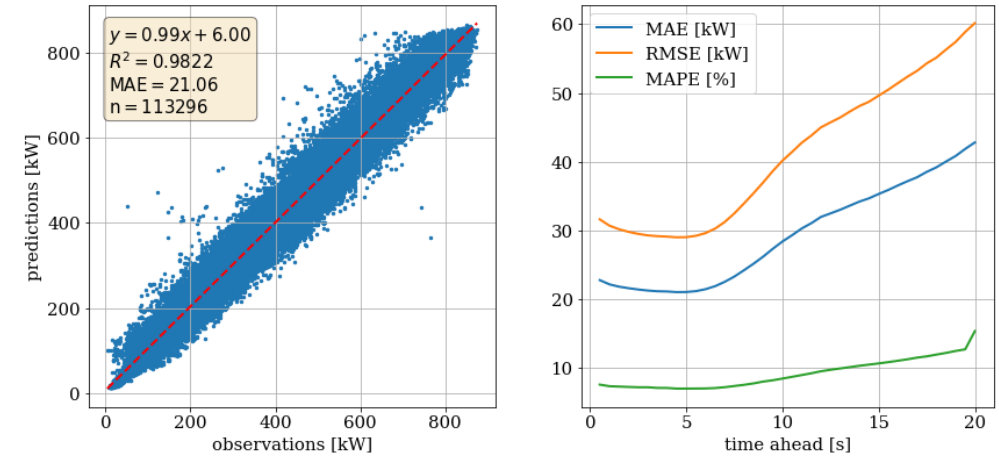 y = 0.99x + 6.00
R² = 0.9822
MAE = 21.06
n = 113296
predictions [kW]
800
600
400
200
0
0 200 400 600 800
observations [kW]
MAE [kW]
RMSE [kW]
MAPE [%]
60
50
40
30
20
10
0 5 10 15 20
time ahead [s]